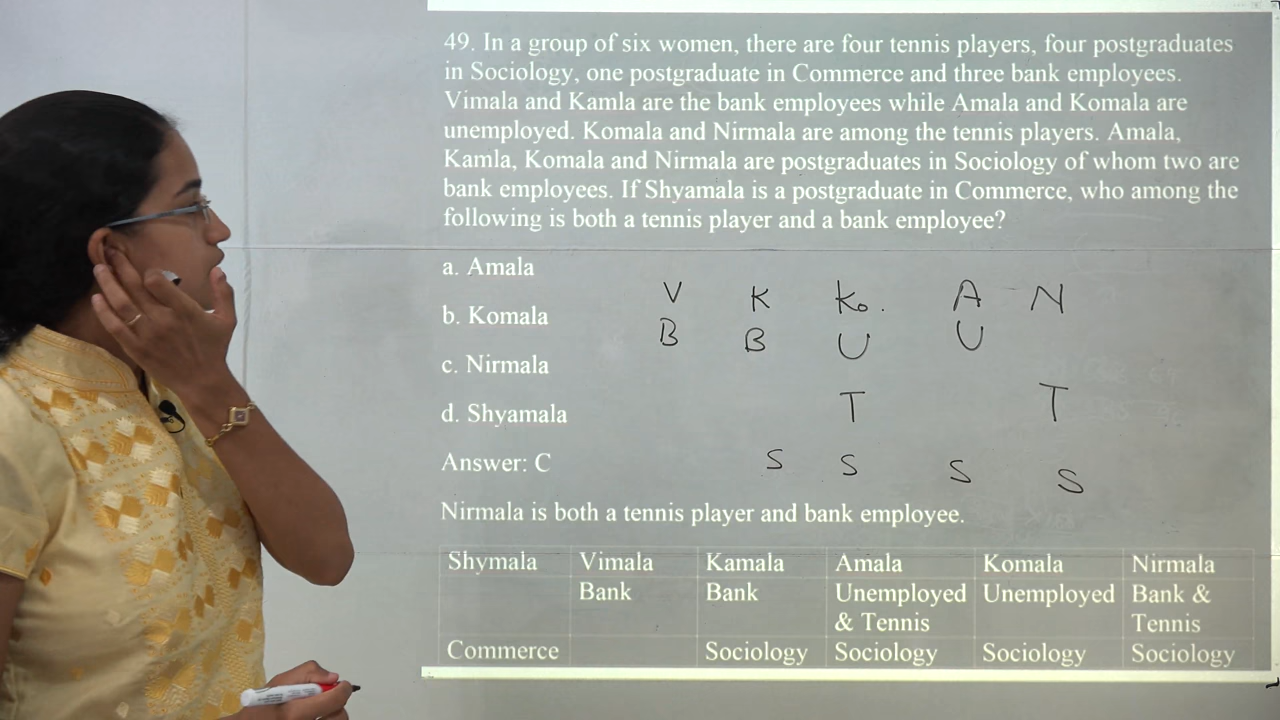 49. In a group of six women, there are four tennis players, four postgraduates
in Sociology, one postgraduate in Commerce and three bank employees.
Vimala and Kamla are the bank employees while Amala and Komala are
unemployed. Komala and Nirmala are among the tennis players. Amala,
Kamla, Komala and Nirmala are postgraduates in Sociology of whom two are
bank employees. If Shyamala is a postgraduate in Commerce, who among the
following is both a tennis player and a bank employee?
a. Amala
b. Komala
c. Nirmala
d. Shyamala
V K Ko. A N
B B U U
T T
S S S S
Answer: C
Nirmala is both a tennis player and bank employee.
Shymala Vimala Kamala Amala Komala Nirmala
Bank Bank Unemployed Unemployed Bank &
& Tennis Tennis
Commerce Sociology Sociology Sociology Sociology